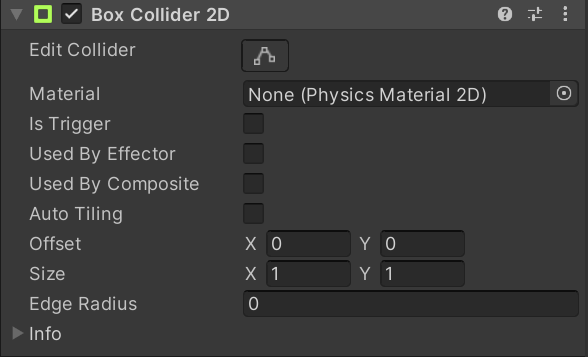 Box Collider 2D
Edit Collider
Material None (Physics Material 2D)
Is Trigger
Used By Effector
Used By Composite
Auto Tiling
Offset X 0 Y 0
Size X 1 Y 1
Edge Radius 0
Info